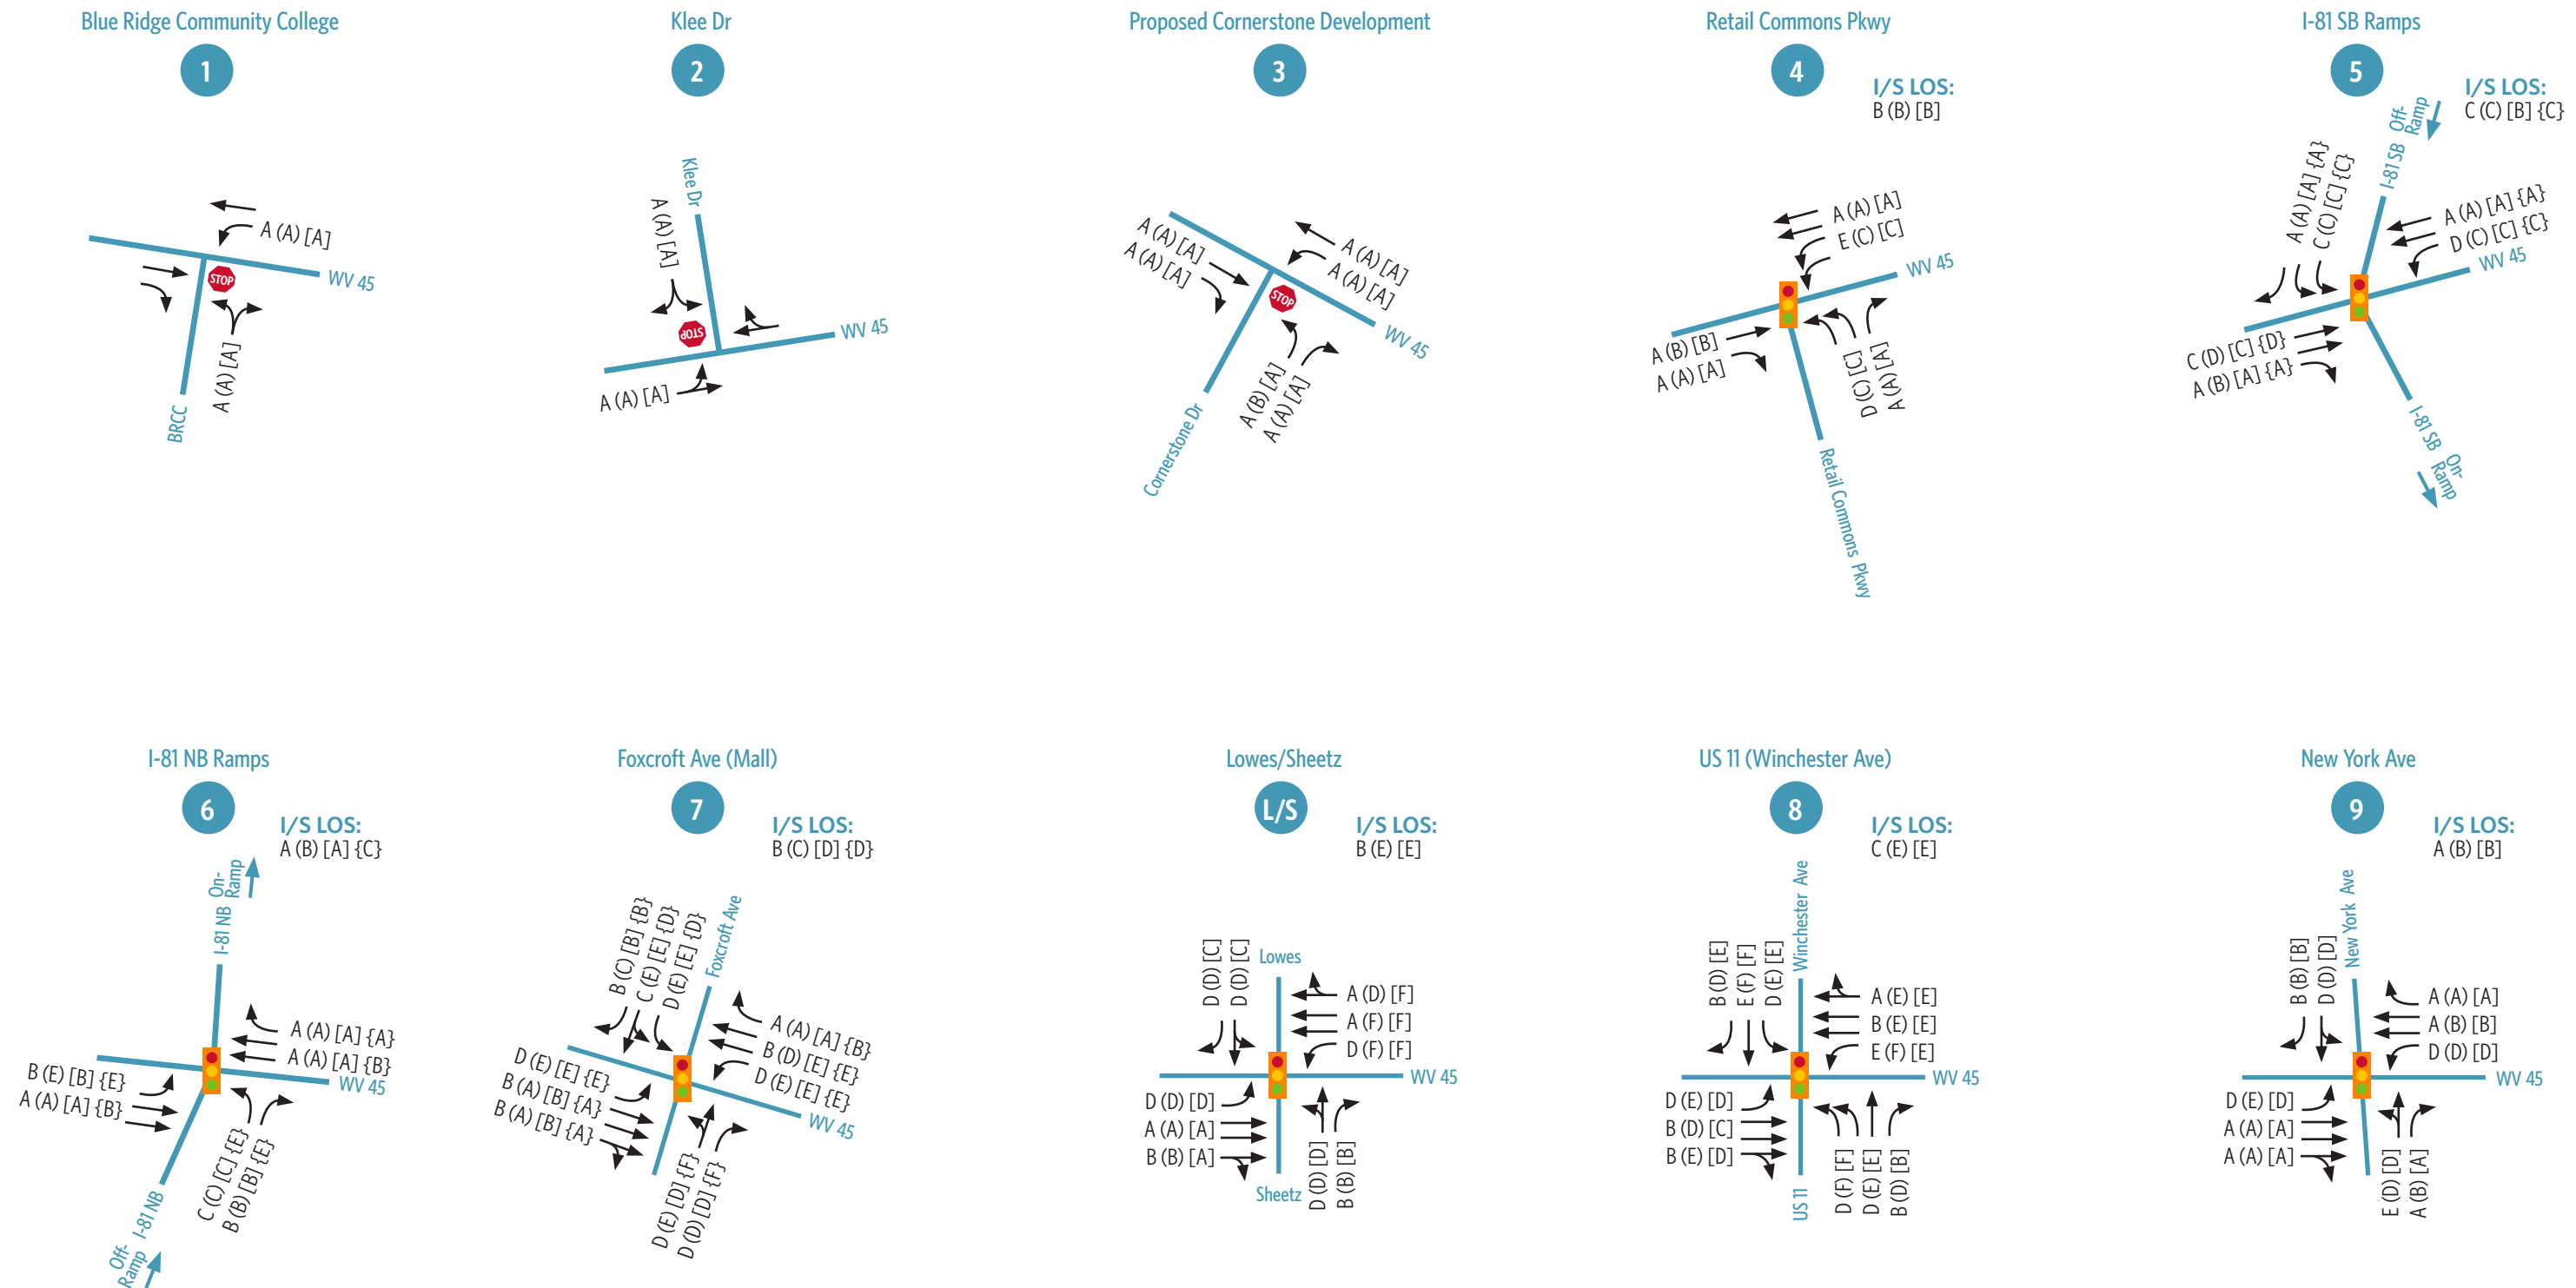 Blue Ridge Community College
1
A (A) [A]
WV 45
STOP
A (A) [A]
BRCC
Klee Dr
2
Klee Dr
A (A) [A]
STOP
WV 45
A (A) [A]
Proposed Cornerstone Development
3
A (A) [A]
A (A) [A]
A (A) [A]
A (A) [A]
STOP
WV 45
A (B) [A]
A (A) [A]
Cornerstone Dr
Retail Commons Pkwy
4
I/S LOS:
B (B) [B]
A (A) [A]
E (C) [C]
WV 45
A (B) [B]
A (A) [A]
D (C) [C]
A (A) [A]
Retail Commons Pkwy
I-81 SB Ramps
5
I/S LOS:
C (C) [B] {C}
I-81 SB Off-
Ramp
A (A) [A] {A}
C (C) [C] {C}
A (A) [A] {A}
D (C) [C] {C}
WV 45
C (D) [C] {D}
A (B) [A] {A}
I-81 SB On-
Ramp
I-81 NB Ramps
6
I/S LOS:
A (B) [A] {C}
I-81 NB On-
Ramp
A (A) [A] {A}
A (A) [A] {B}
WV 45
B (E) [B] {E}
A (A) [A] {B}
C (C) [C] {E}
B (B) [B] {E}
Off- I-81 NB
Ramp
Foxcroft Ave (Mall)
7
I/S LOS:
B (C) [D] {D}
B (C) [B] {B}
C (E) [E] {D}
D (E) [E] {D}
Foxcroft Ave
A (A) [A] {B}
B (D) [E] {E}
D (E) [E] {E}
WV 45
D (E) [E] {E}
B (A) [B] {A}
B (A) [B] {A}
D (E) [D] {F}
D (D) [D] {F}
Lowes/Sheetz
L/S
I/S LOS:
B (E) [E]
D (D) [C]
D (D) [C]
Lowes
A (D) [F]
A (F) [F]
D (F) [F]
WV 45
D (D) [D]
A (A) [A]
B (B) [A]
D (D) [D]
B (B) [B]
Sheetz
US 11 (Winchester Ave)
8
I/S LOS:
C (E) [E]
B (D) [E]
E (F) [F]
D (E) [E]
Winchester Ave
A (E) [E]
B (E) [E]
E (F) [E]
WV 45
D (E) [D]
B (D) [C]
B (E) [D]
US 11
D (F) [F]
D (E) [E]
B (D) [B]
New York Ave
9
I/S LOS:
A (B) [B]
B (B) [B]
D (D) [D]
New York Ave
A (A) [A]
A (B) [B]
D (D) [D]
WV 45
D (E) [D]
A (A) [A]
A (A) [A]
E (D) [D]
A (B) [A]